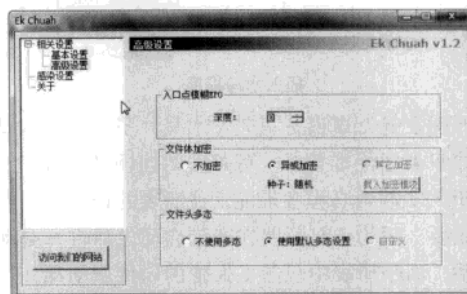 Ek Chuah
相关设置
基本设置
高级设置
感染设置
关于
访问我们的网站
高级设置
Ek Chuah v1.2
入口点模糊EPO
深度：
文件体加密
不加密
异或加密
其它加密
种子：随机
载入加密模块
文件头多态
不使用多态
使用默认多态设置
自定义